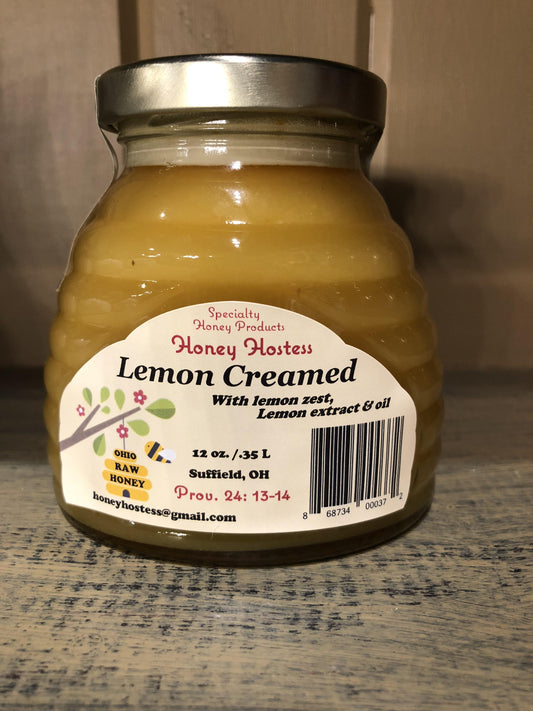 Specialty
Honey Products
Honey Hostess
Lemon Creamed
With lemon zest,
Lemon extract & oil
OHIO
RAW
HONEY
12 oz. /.35 L
Suffield, OH
Prov. 24: 13-14
honeyhostess@gmail.com
8 68734 00037 2